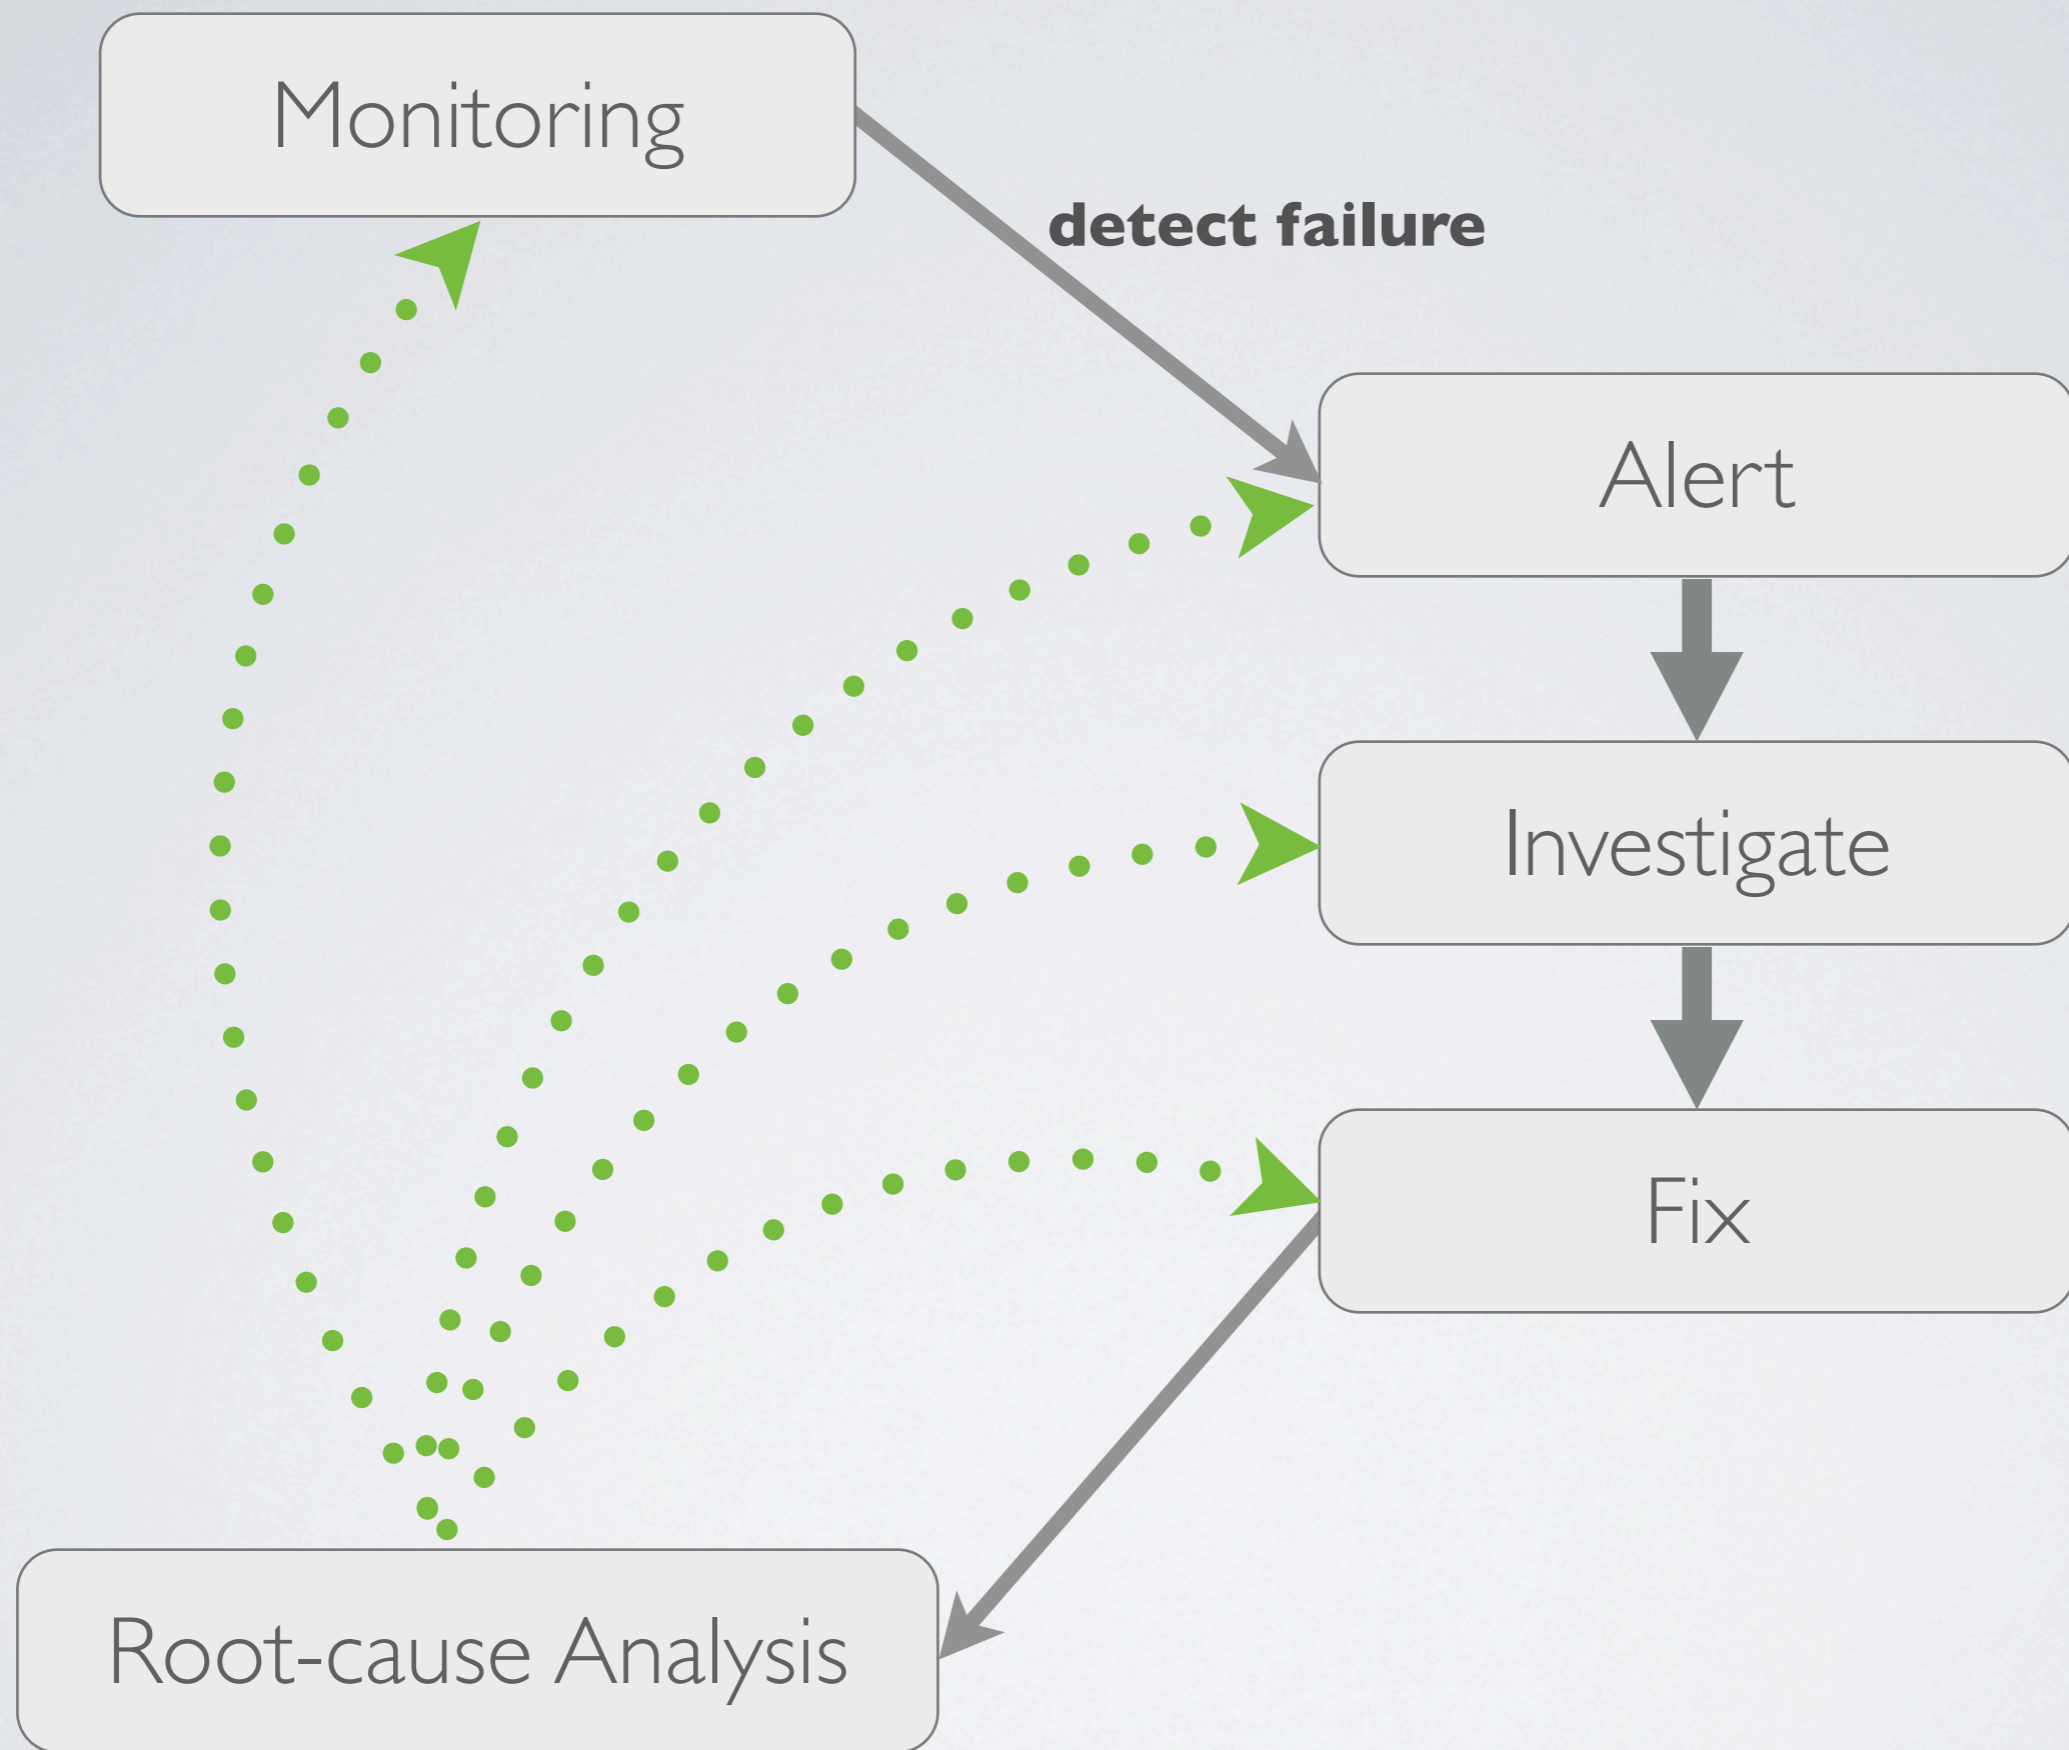 Monitoring
detect failure
Alert
Investigate
Fix
Root-cause Analysis